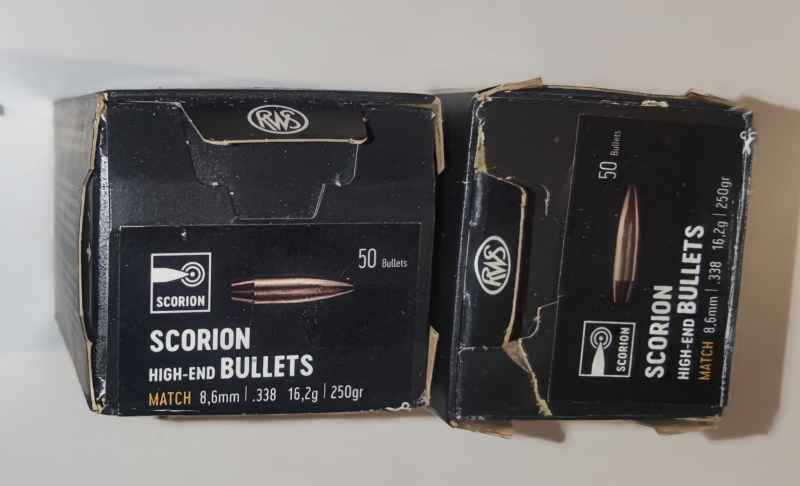 RWS
50 Bullets
SCORION
SCORION
HIGH-END BULLETS
MATCH 8,6mm | .338 16,2g | 250gr
RWS
50 Bullets
SCORION
SCORION
HIGH-END BULLETS
MATCH 8,6mm | .338 16,2g | 250gr